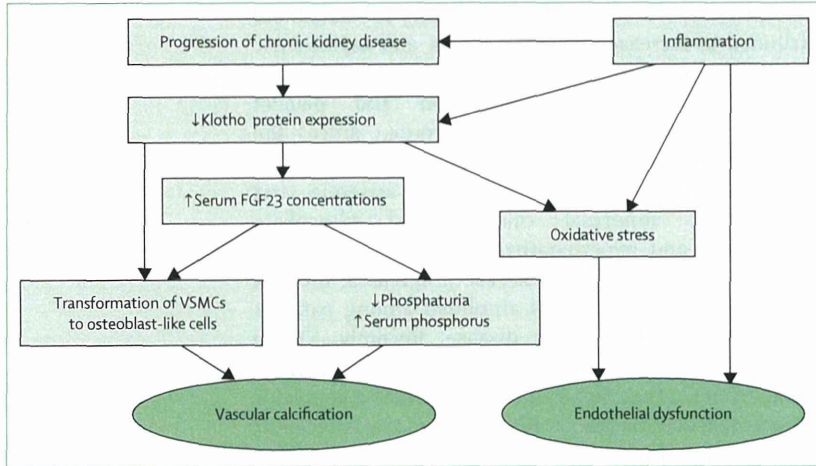 Progression of chronic kidney disease
Inflammation
↓Klotho protein expression
↑Serum FGF23 concentrations
Oxidative stress
Transformation of VSMCs
to osteoblast-like cells
↓Phosphaturia
↑Serum phosphorus
Vascular calcification
Endothelial dysfunction